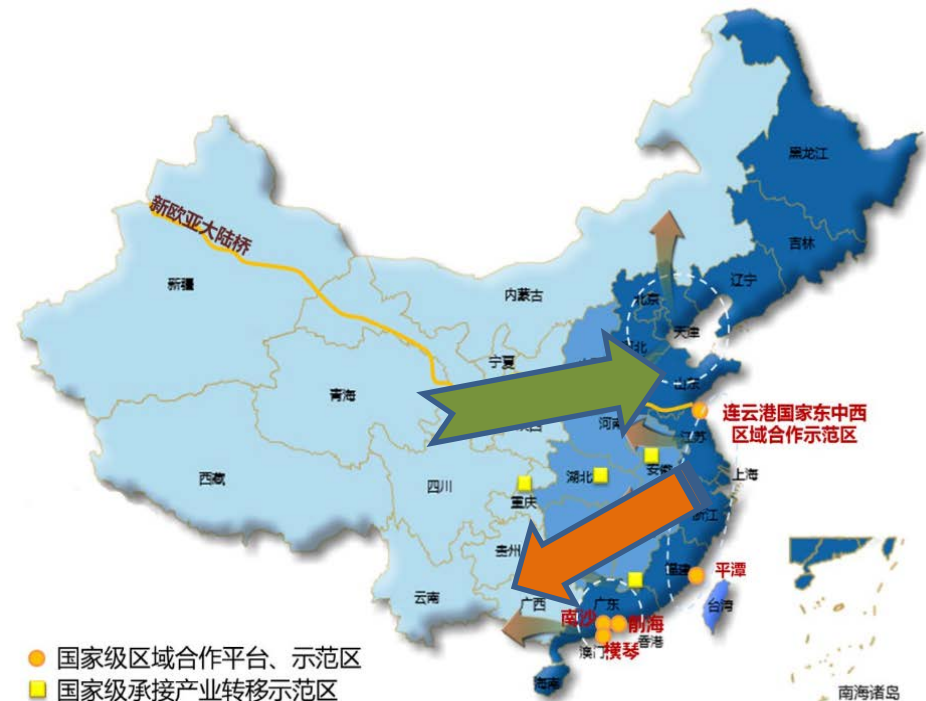 黑龙江
吉林
辽宁
新欧亚大陆桥
新疆
内蒙古
北京
天津
宁夏
青海
山东
河南
连云港国家东中西
区域合作示范区
江苏
西藏
四川
重庆
湖北
安徽
上海
浙江
贵州
福建
平潭
云南
广西
广东
台湾
南沙
前海
香港
澳门
横琴
海南
国家级区域合作平台、示范区
国家级承接产业转移示范区
南海诸岛